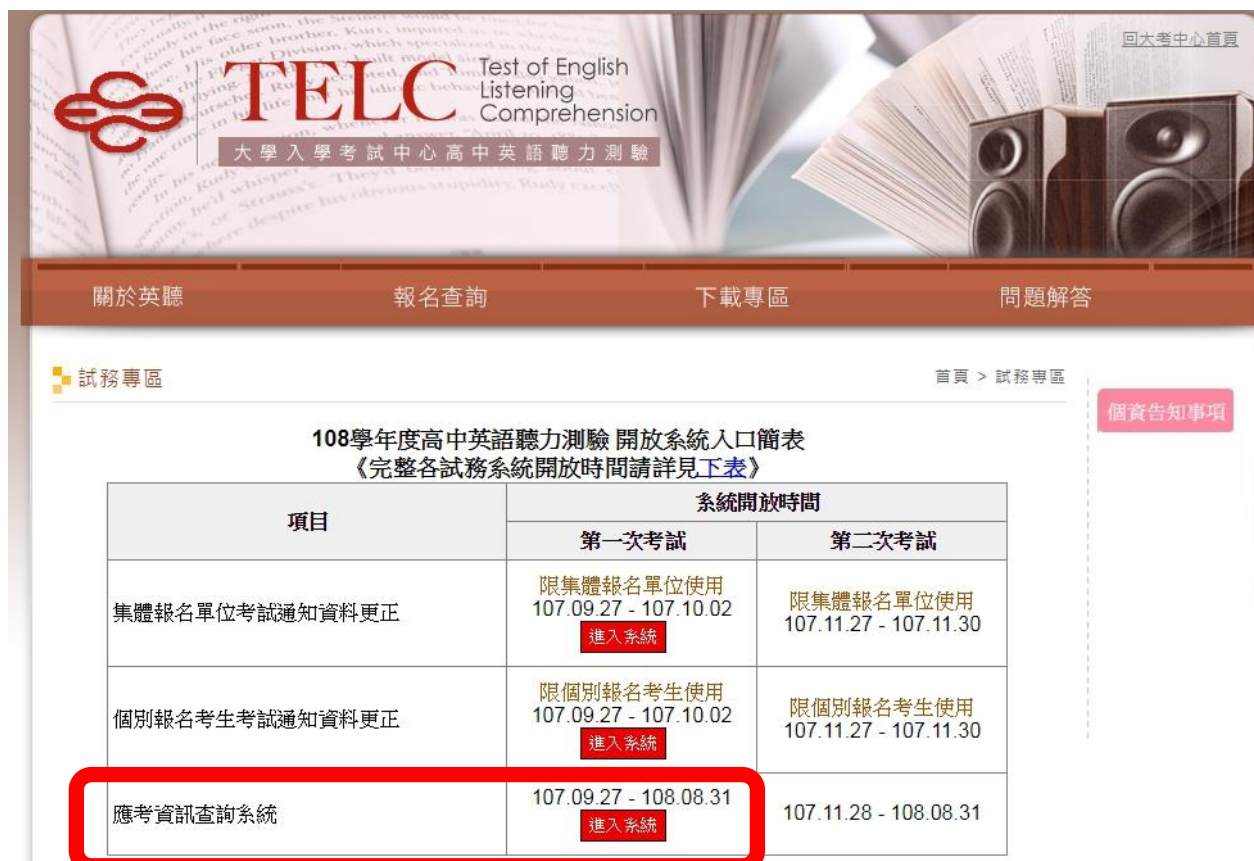 回大考中心首頁
TELC
Test of English
Listening
Comprehension
大學入學考試中心高中英語聽力測驗
關於英聽 報名查詢 下載專區 問題解答
試務專區 首頁 > 試務專區
個資告知事項
108學年度高中英語聽力測驗 開放系統入口簡表
《完整各試務系統開放時間請詳見下表》
項目
系統開放時間
第一次考試 第二次考試
集體報名單位考試通知資料更正
限集體報名單位使用
107.09.27 - 107.10.02
進入系統
限集體報名單位使用
107.11.27 - 107.11.30
個別報名考生考試通知資料更正
限個別報名考生使用
107.09.27 - 107.10.02
進入系統
限個別報名考生使用
107.11.27 - 107.11.30
應考資訊查詢系統
107.09.27 - 108.08.31
進入系統
107.11.28 - 108.08.31